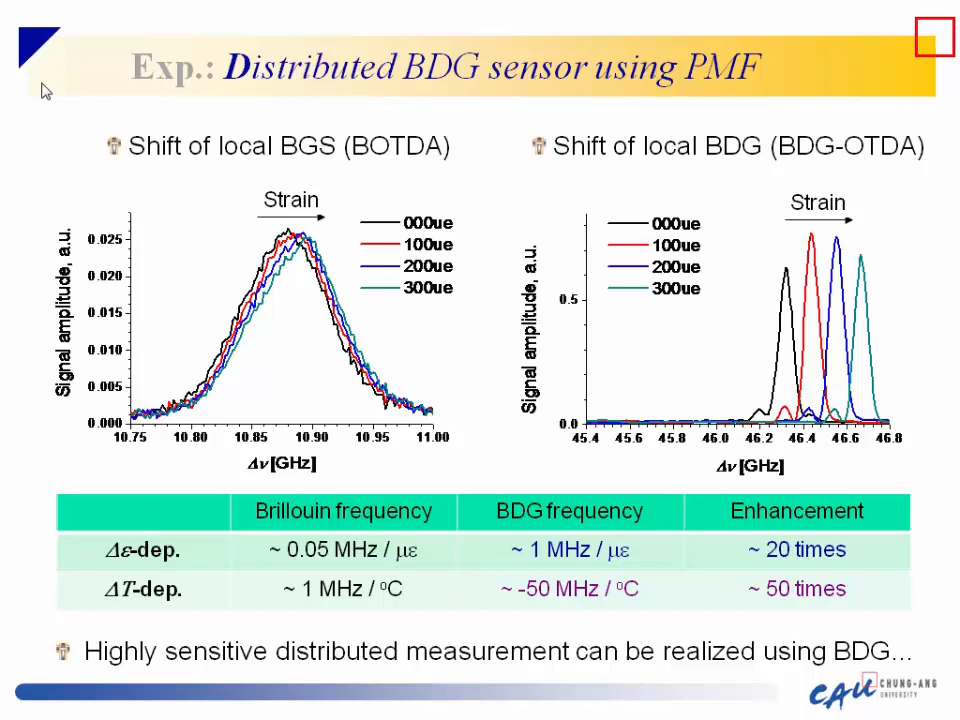 Exp.: Distributed BDG sensor using PMF
Shift of local BGS (BOTDA)
Shift of local BDG (BDG-OTDA)
Strain
000ue
100ue
200ue
300ue
Signal amplitude, a.u.
0.025
0.020
0.015
0.010
0.005
0.000
10.75 10.80 10.85 10.90 10.95 11.00
Δν [GHz]
Strain
000ue
100ue
200ue
300ue
Signal amplitude, a.u.
0.5
0.0
45.4 45.6 45.8 46.0 46.2 46.4 46.6 46.8
Δν [GHz]
Brillouin frequency BDG frequency Enhancement
Δε-dep. ~ 0.05 MHz / με ~ 1 MHz / με ~ 20 times
ΔT-dep. ~ 1 MHz / ⁰C ~ -50 MHz / ⁰C ~ 50 times
Highly sensitive distributed measurement can be realized using BDG...
CAU CHUNG-ANG
UNIVERSITY